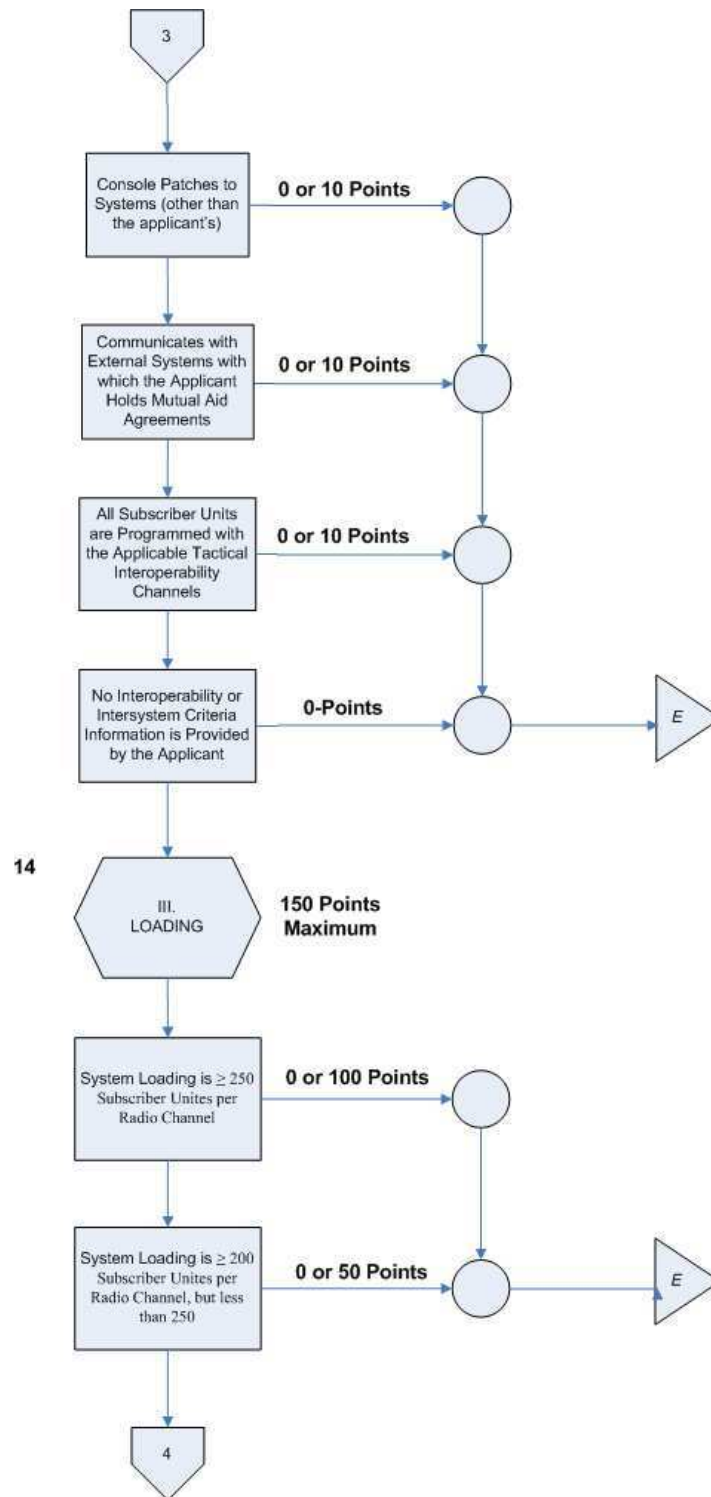 3
Console Patches to
Systems (other than
the applicant's)
0 or 10 Points
Communicates with
External Systems with
which the Applicant
Holds Mutual Aid
Agreements
0 or 10 Points
All Subscriber Units
are Programmed with
the Applicable Tactical
Interoperability
Channels
0 or 10 Points
No Interoperability or
Intersystem Criteria
Information is Provided
by the Applicant
0-Points
E
14
III.
LOADING
150 Points
Maximum
System Loading is ≥ 250
Subscriber Unites per
Radio Channel
0 or 100 Points
System Loading is ≥ 200
Subscriber Unites per
Radio Channel, but less
than 250
0 or 50 Points
E
4